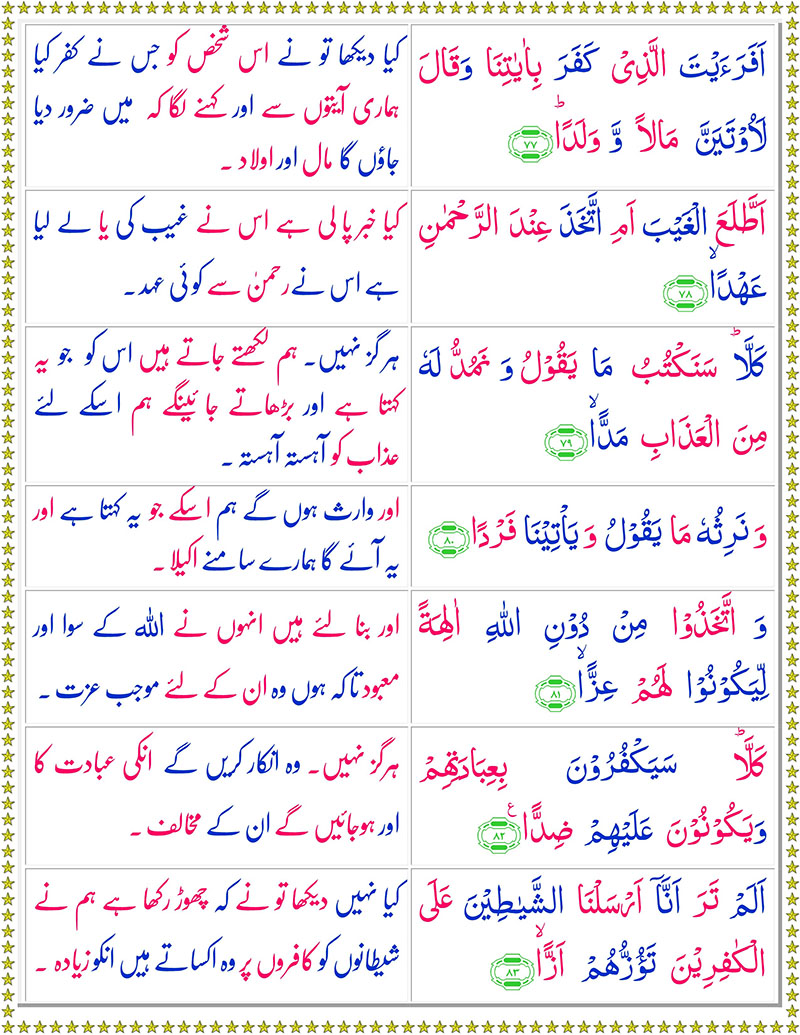 اَفَرَءَيْتَ الَّذِىْ كَفَرَ بِاٰيٰتِنَا وَقَالَ
لَاُوْتَيَنَّ مَالاً وَّ وَلَدًاؕ ﴿۷۷﴾
کیا دیکھا تو نے اس شخص کو جس نے کفر کیا
ہماری آیتوں سے اور کہنے لگا کہ میں ضرور دیا
جاؤں گا مال اور اولاد ۔
اَطَّلَعَ الْغَيْبَ اَمِ اتَّخَذَ عِنْدَ الرَّحْمٰنِ
عَهْدًاۙ ﴿۷۸﴾
کیا خبر پا لی ہے اس نے غیب کی یا لے لیا
ہے اس نے رحمنٰ سے کوئی عہد۔
كَلَّاؕ سَنَكْتُبُ مَا يَقُوْلُ وَ نَمُدُّ لَهٗ
مِنَ الْعَذَابِ مَدًّاۙ ﴿۷۹﴾
ہرگز نہیں۔ ہم لکھتے جاتے ہیں اس کو جو یہ
کہتا ہے اور بڑھاتے جائینگے ہم اسکے لئے
عذاب کو آہستہ آہستہ ۔
وَ نَرِثُهٗ مَا يَقُوْلُ وَ يَاْتِيْنَا فَرْدًا ﴿۸۰﴾
اور وارث ہوں گے ہم اسکے جو یہ کہتا ہے اور
یہ آئے گا ہمارے سامنے اکیلا ۔
وَ اتَّخَذُوْا مِنْ دُوْنِ اللهِ اٰلِهَةً
لِّيَكُوْنُوْا لَهُمْ عِزًّاۙ ﴿۸۱﴾
اور بنا لئے ہیں انہوں نے اللہ کے سوا اور
معبود تاکہ ہوں وہ ان کے لئے موجب عزت ۔
كَلَّاؕ سَيَكْفُرُوْنَ بِعِبَادَتِهِمْ
وَيَكُوْنُوْنَ عَلَيْهِمْ ضِدًّاع ﴿۸۲﴾
ہرگز نہیں۔ وہ انکار کریں گے انکی عبادت کا
اور ہوجائیں گے ان کے مخالف ۔
اَلَمْ تَرَ اَنَّاۤ اَرْسَلْنَا الشَّيٰطِيْنَ عَلَى
الْكٰفِرِيْنَ تَؤُزُّهُمْ اَزًّاۙ ﴿۸۳﴾
کیا نہیں دیکھا تو نے کہ چھوڑ رکھا ہے ہم نے
شیطانوں کو کافروں پر وہ اکساتے ہیں انکو زیادہ ۔